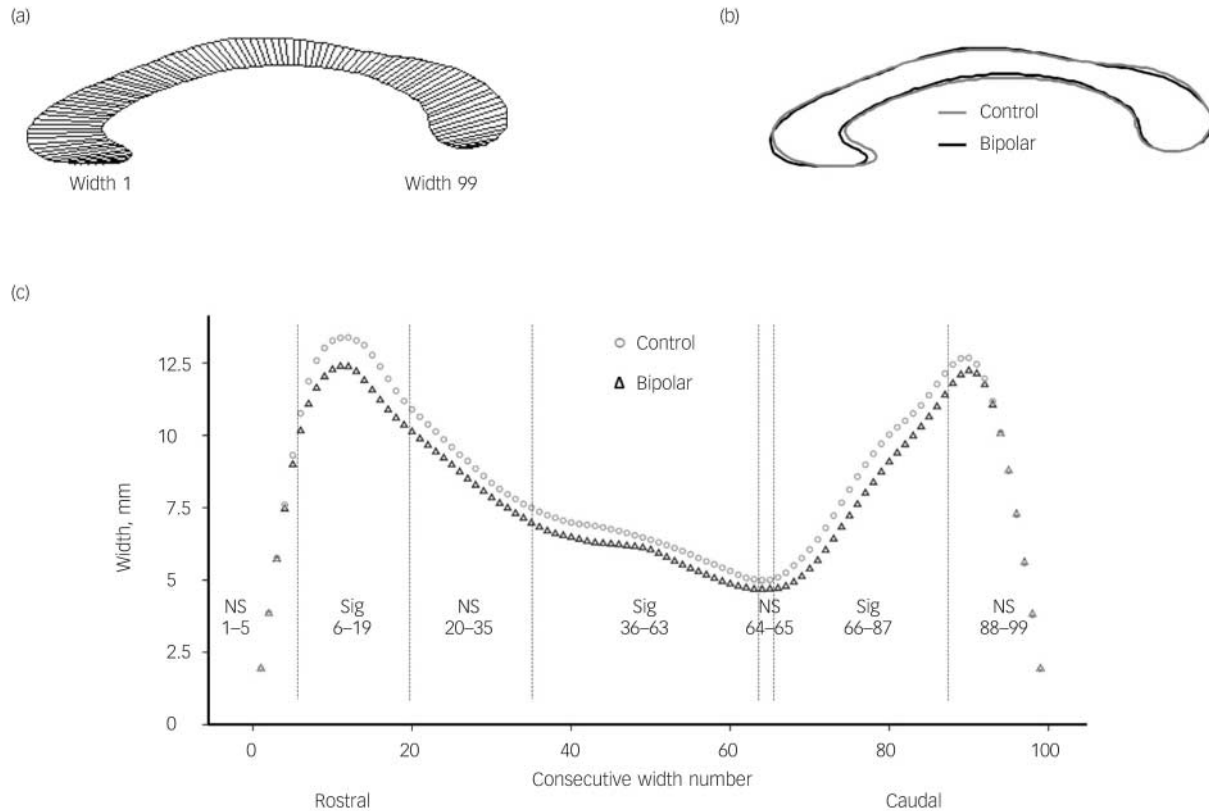 (a)
Width 1
Width 99
(b)
Control
Bipolar
(c)
Width, mm
12.5
10
7.5
5
2.5
0
Control
Bipolar
NS
1–5
Sig
6–19
NS
20–35
Sig
36–63
NS
64–65
Sig
66–87
NS
88–99
0
20
40
60
80
100
Consecutive width number
Rostral
Caudal